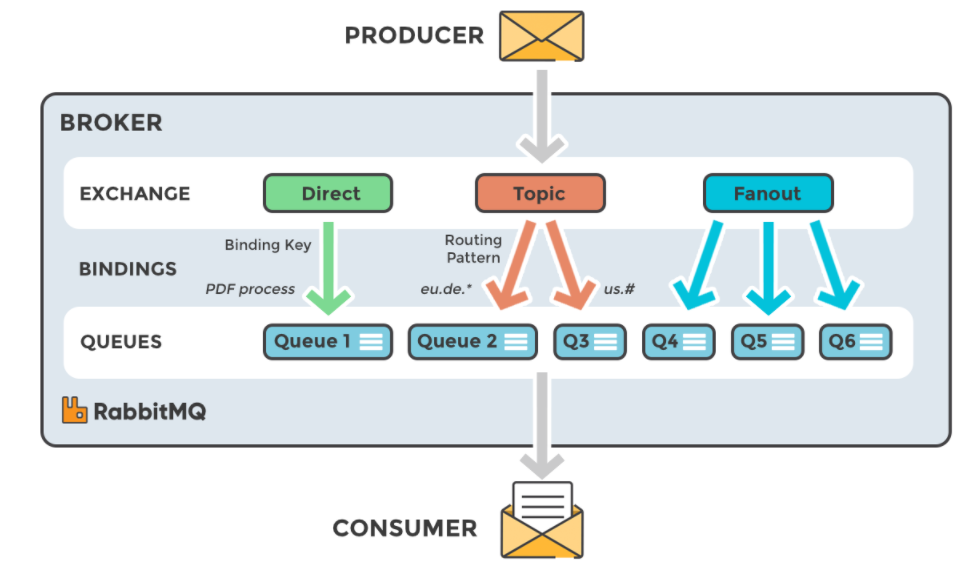 PRODUCER
BROKER
EXCHANGE
Direct
Topic
Fanout
Binding Key
Routing
Pattern
BINDINGS
PDF process
eu.de.*
us.#
QUEUES
Queue 1
Queue 2
Q3
Q4
Q5
Q6
RabbitMQ
CONSUMER